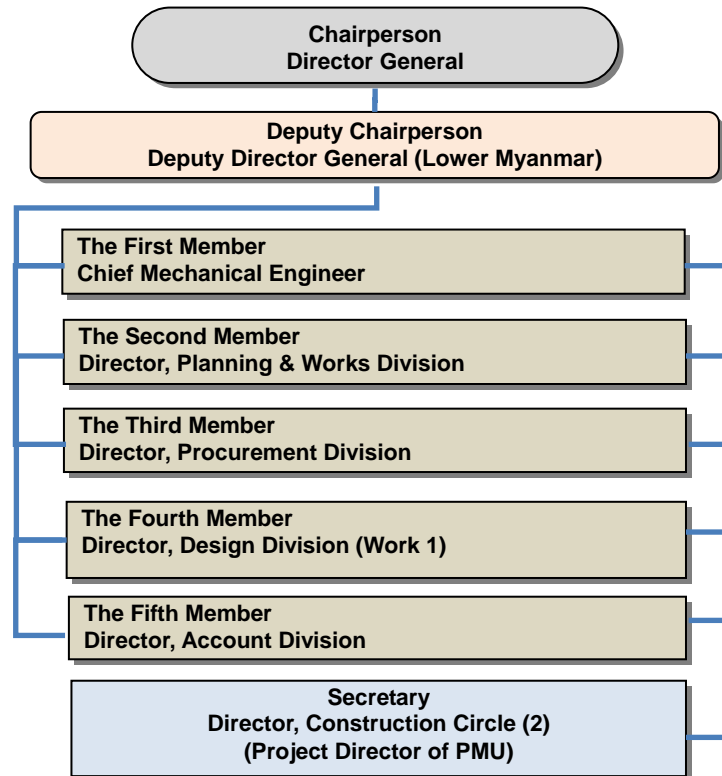 Chairperson
Director General
Deputy Chairperson
Deputy Director General (Lower Myanmar)
The First Member
Chief Mechanical Engineer
The Second Member
Director, Planning & Works Division
The Third Member
Director, Procurement Division
The Fourth Member
Director, Design Division (Work 1)
The Fifth Member
Director, Account Division
Secretary
Director, Construction Circle (2)
(Project Director of PMU)